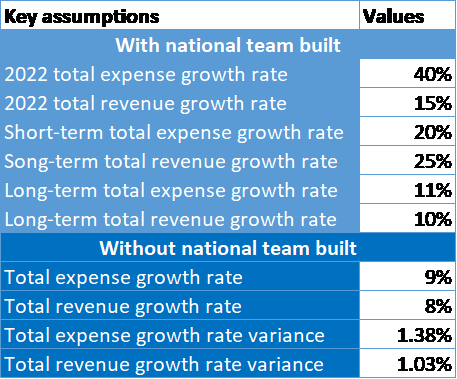 Key assumptions Values
With national team built
2022 total expense growth rate 40%
2022 total revenue growth rate 15%
Short-term total expense growth rate 20%
Song-term total revenue growth rate 25%
Long-term total expense growth rate 11%
Long-term total revenue growth rate 10%
Without national team built
Total expense growth rate 9%
Total revenue growth rate 8%
Total expense growth rate variance 1.38%
Total revenue growth rate variance 1.03%